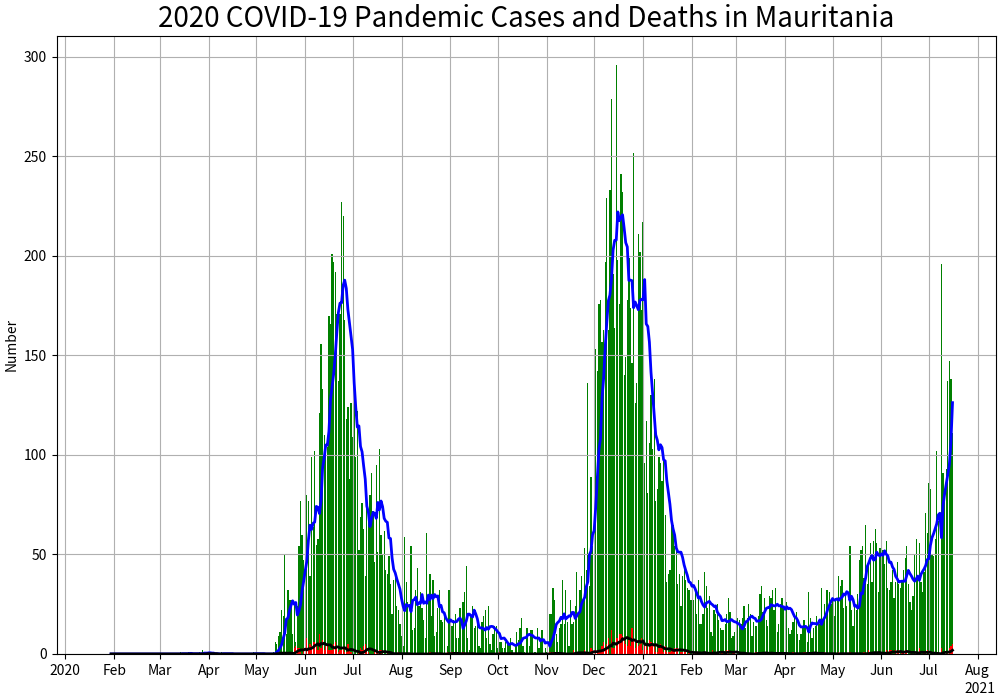 2020 COVID-19 Pandemic Cases and Deaths in Mauritania
300
250
200
150
100
50
0
Number
2020 Feb Mar Apr May Jun Jul Aug Sep Oct Nov Dec 2021 Feb Mar Apr May Jun Jul Aug
2021